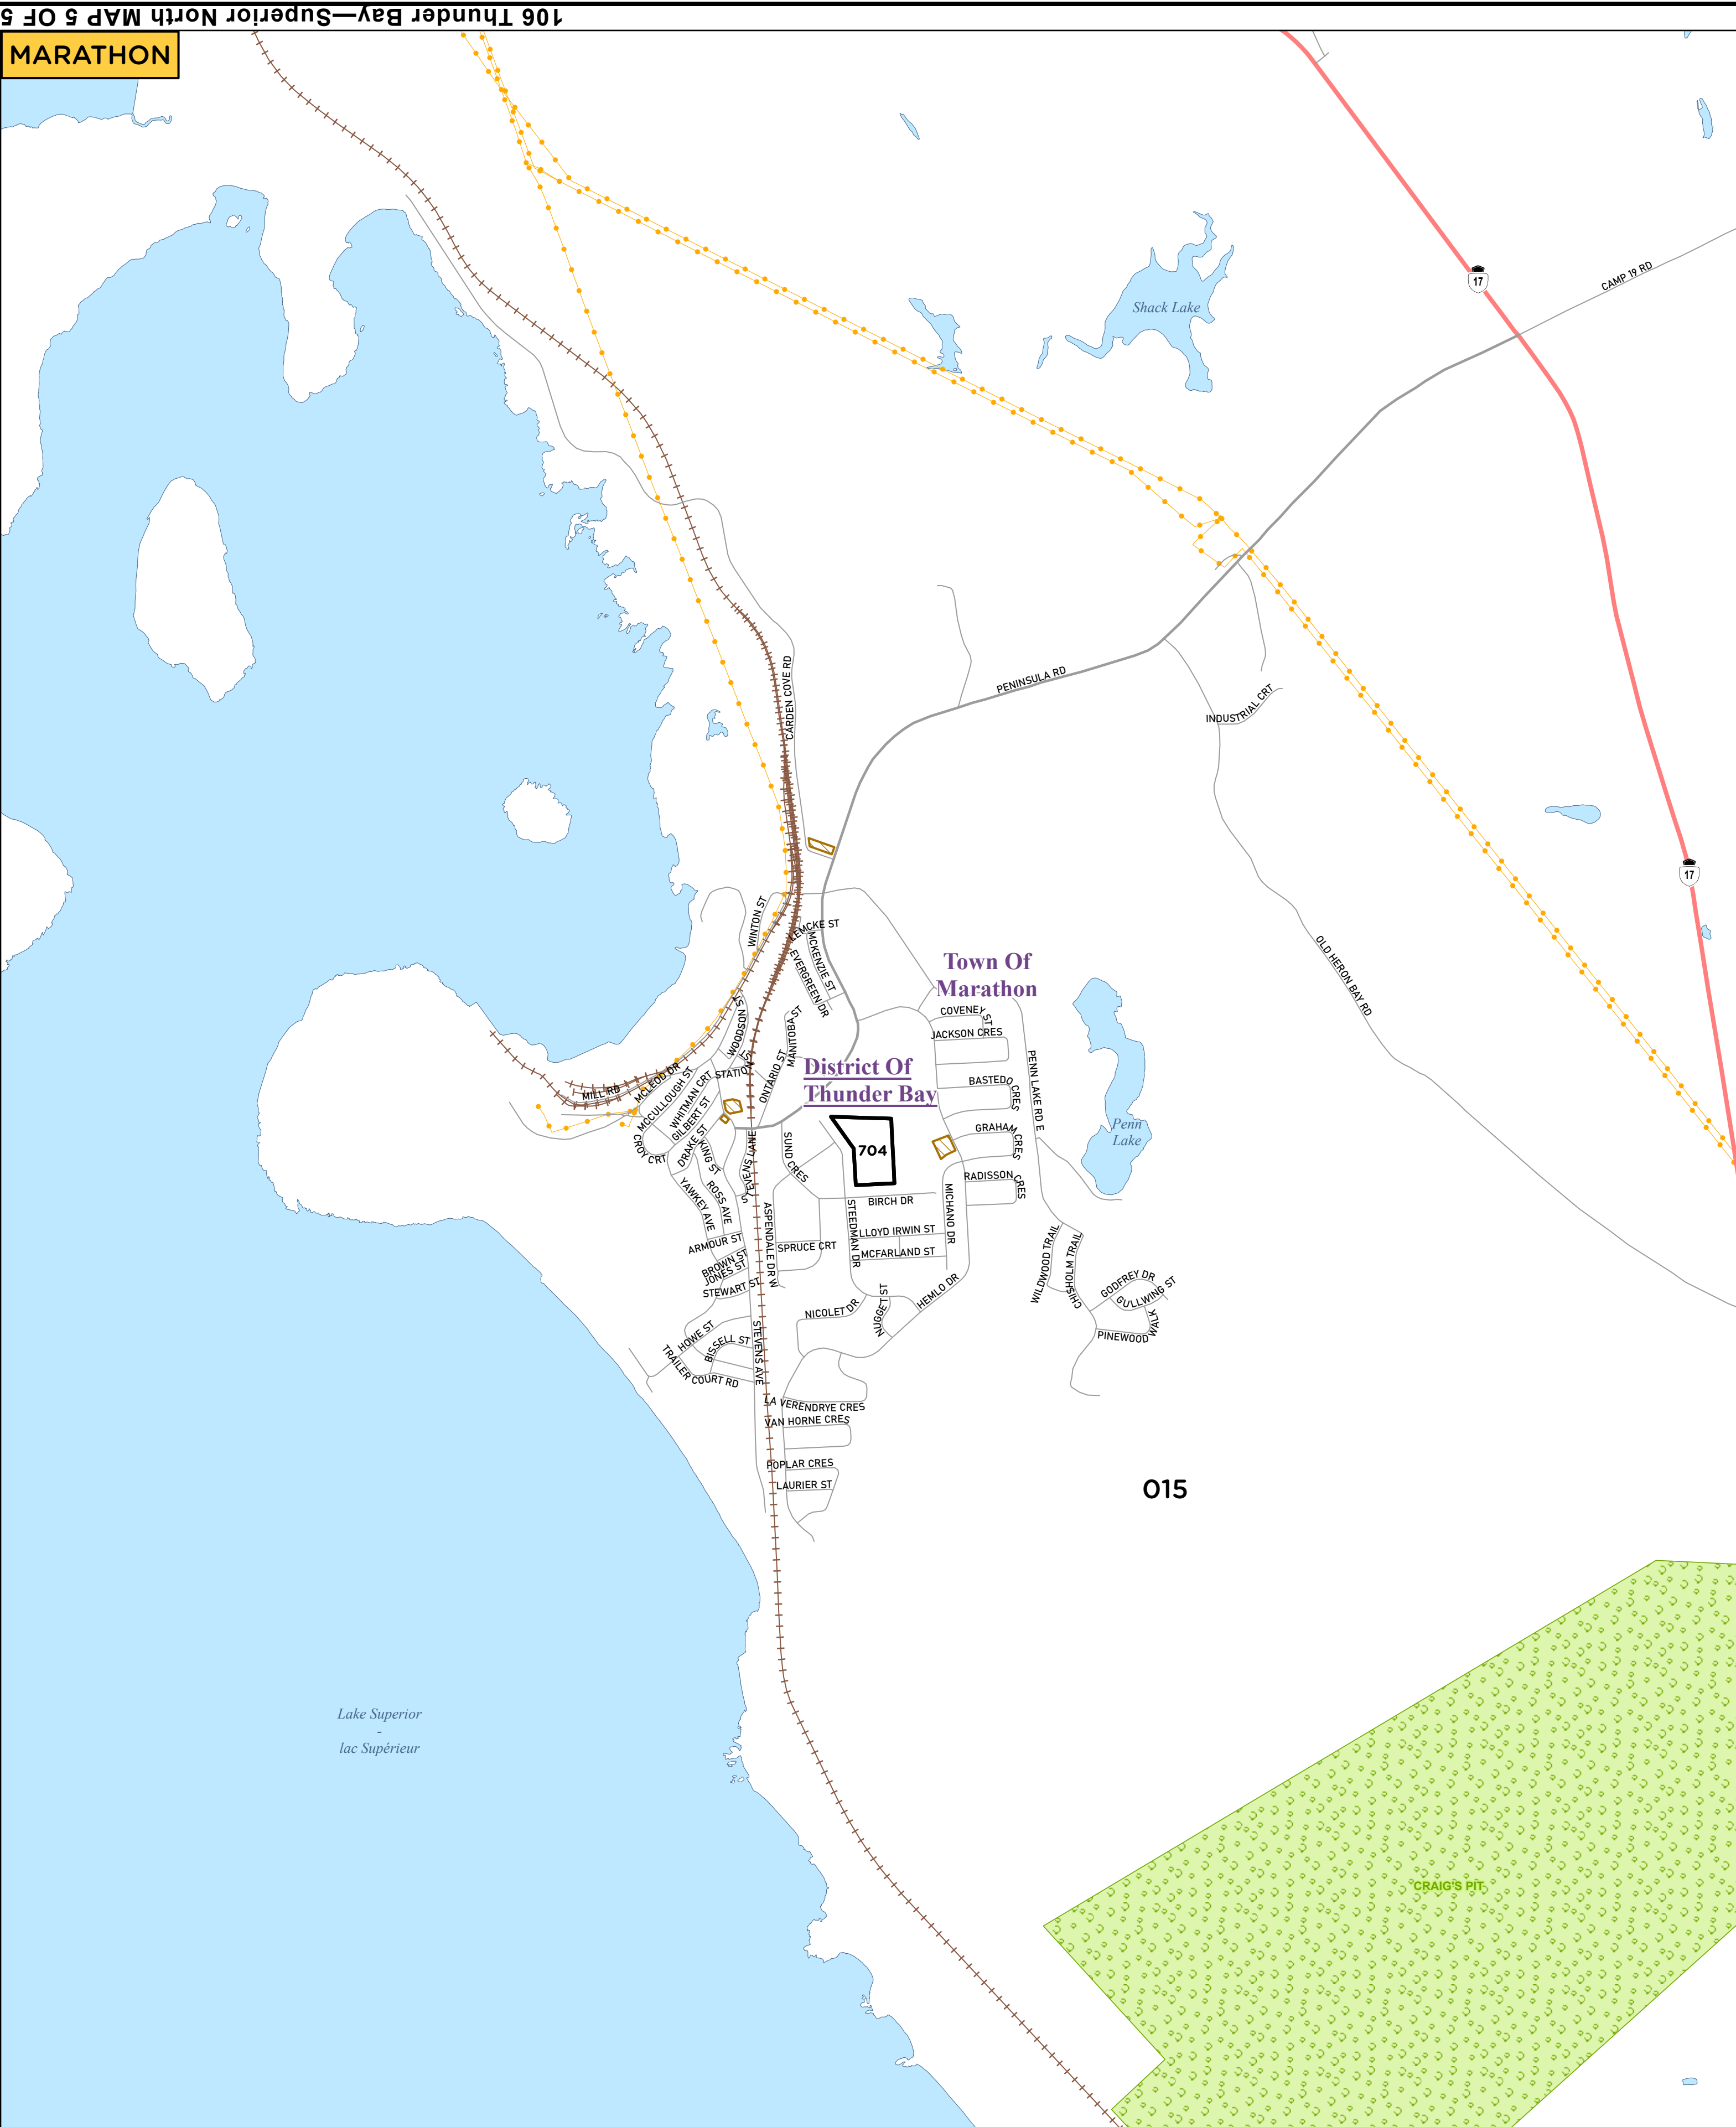 106 Thunder Bay—Superior North MAP 5 OF 5
MARATHON
Shack Lake
17
CAMP 19 RD
PENINSULA RD
CARDEN COVE RD
INDUSTRIAL CRT
17
WINTON ST
LEMCKE ST
MCKENZIE ST
EVERGREEN DR
OLD HERON BAY RD
Town Of
Marathon
COVENEY ST
JACKSON CRES
WOODSON ST
MANITOBA ST
ONTARIO ST
STATION ST
PENN LAKE RD E
District Of
Thunder Bay
BASTEDO CRES
MILL RD
MCLEOD DR
MCCULLOUGH ST
WHITMAN CRT
GILBERT ST
DRAKE ST
KING ST
CROY CRT
STEVENS LANE
SUND CRES
704
GRAHAM CRES
Penn
Lake
RADISSON CRES
YAWKEY AVE
ROSS AVE
ASPENDALE DR W
BIRCH DR
STEEDMAN DR
MICHANO DR
LLOYD IRWIN ST
MCFARLAND ST
SPRUCE CRT
ARMOUR ST
BROWN ST
JONES ST
STEWART ST
WILDWOOD TRAIL
CHISHOLM TRAIL
GODFREY DR
GULLWING ST
PINEWOOD WALK
NICOLET DR
NUGGET ST
HEMLO DR
HOWE ST
BISSELL ST
TRAILER COURT RD
STEVENS AVE
LA VERENDRYE CRES
VAN HORNE CRES
POPLAR CRES
LAURIER ST
015
Lake Superior
-
lac Supérieur
CRAIG'S PIT